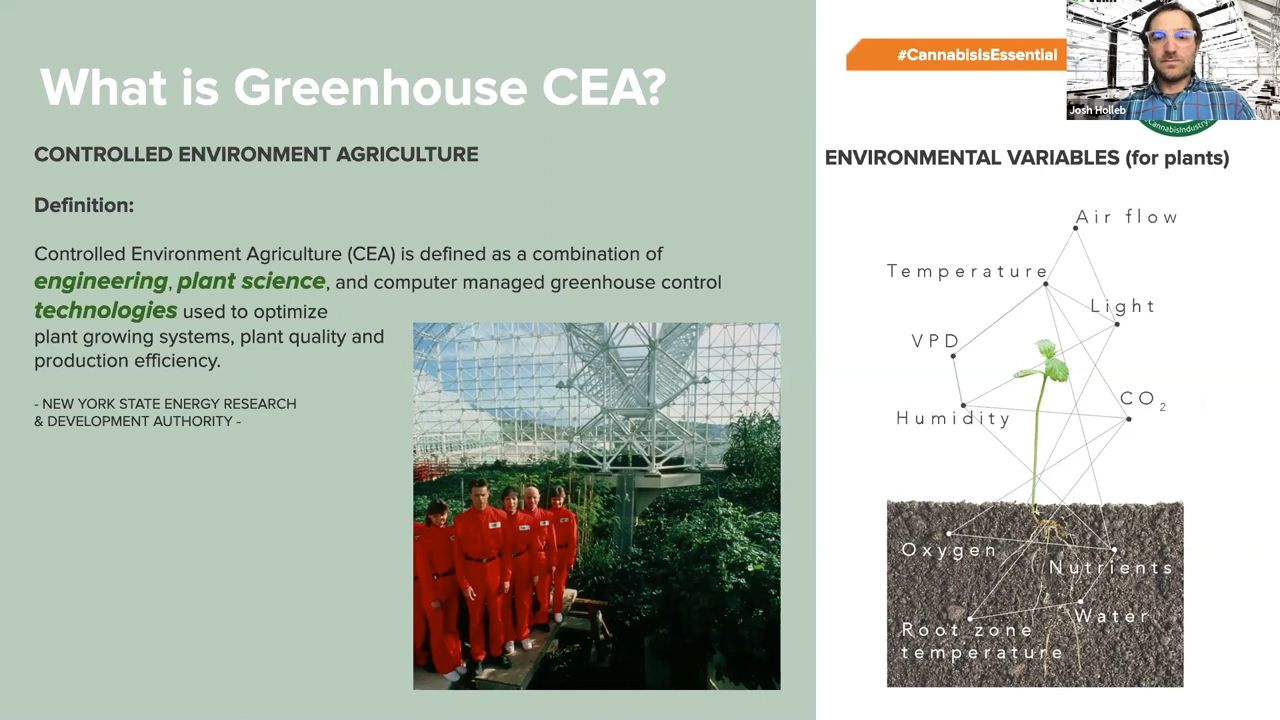 What is Greenhouse CEA?
CONTROLLED ENVIRONMENT AGRICULTURE
Definition:
Controlled Environment Agriculture (CEA) is defined as a combination of
engineering, plant science, and computer managed greenhouse control
technologies used to optimize
plant growing systems, plant quality and
production efficiency.
- NEW YORK STATE ENERGY RESEARCH
& DEVELOPMENT AUTHORITY -
#CannabisIsEssential
Josh Holleb
CannabisIndustry
ENVIRONMENTAL VARIABLES (for plants)
Air flow
Temperature
Light
VPD
CO2
Humidity
Oxygen
Nutrients
Water
Root zone
temperature